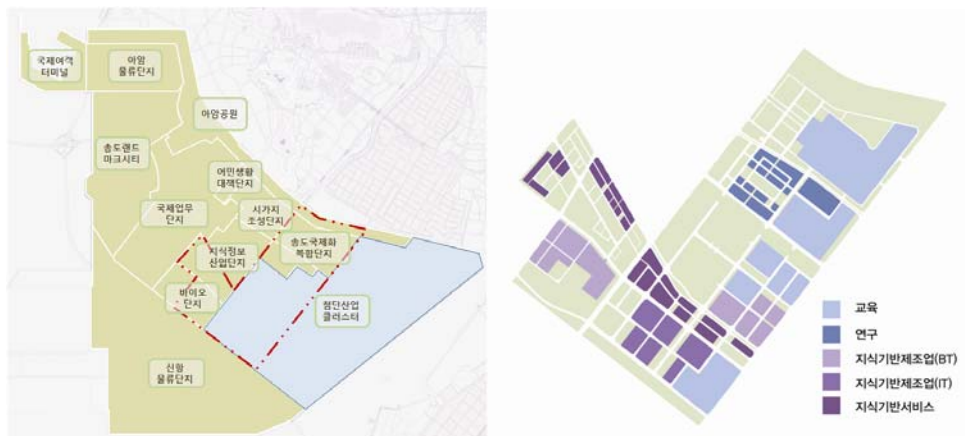 국제여객
터미널
아암
물류단지
아암공원
송도랜드
마크시티
어민생활
대책단지
국제업무
단지
시가지
조성단지
지식정보
산업단지
송도국제화
복합단지
바이오
단지
첨단산업
클러스터
신항
물류단지
교육
연구
지식기반제조업(BT)
지식기반제조업(IT)
지식기반서비스